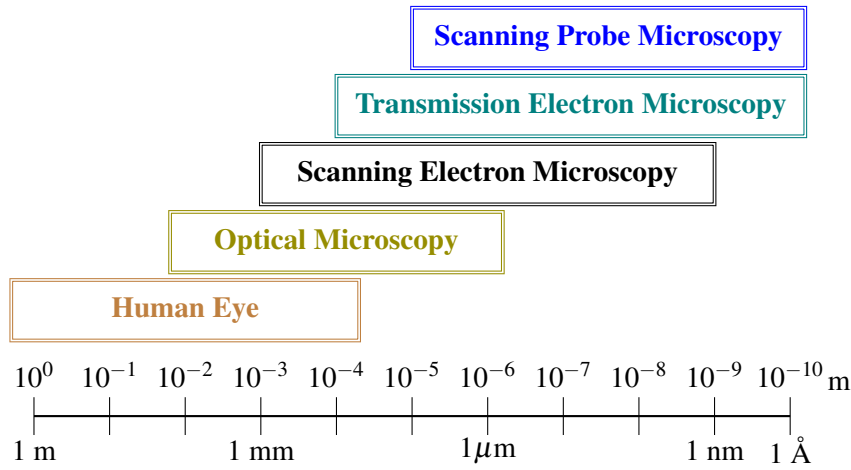 Scanning Probe Microscopy
Transmission Electron Microscopy
Scanning Electron Microscopy
Optical Microscopy
Human Eye
10⁰ 10⁻¹ 10⁻² 10⁻³ 10⁻⁴ 10⁻⁵ 10⁻⁶ 10⁻⁷ 10⁻⁸ 10⁻⁹ 10⁻¹⁰ m
1 m 1 mm 1μm 1 nm 1 Å